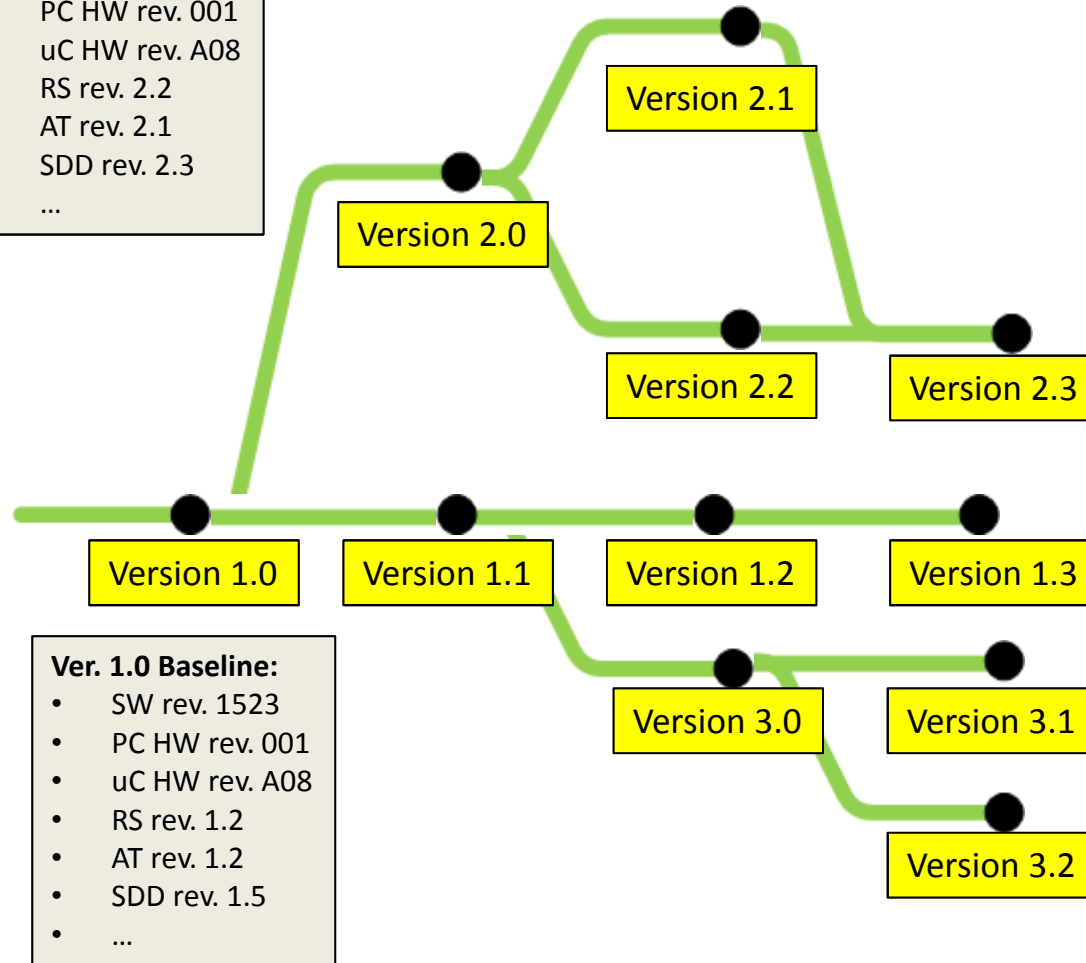 PC HW rev. 001
uC HW rev. A08
RS rev. 2.2
AT rev. 2.1
SDD rev. 2.3
…
Version 2.1
Version 2.0
Version 2.2
Version 2.3
Version 1.0
Version 1.1
Version 1.2
Version 1.3
Ver. 1.0 Baseline:
• SW rev. 1523
• PC HW rev. 001
• uC HW rev. A08
• RS rev. 1.2
• AT rev. 1.2
• SDD rev. 1.5
• …
Version 3.0
Version 3.1
Version 3.2